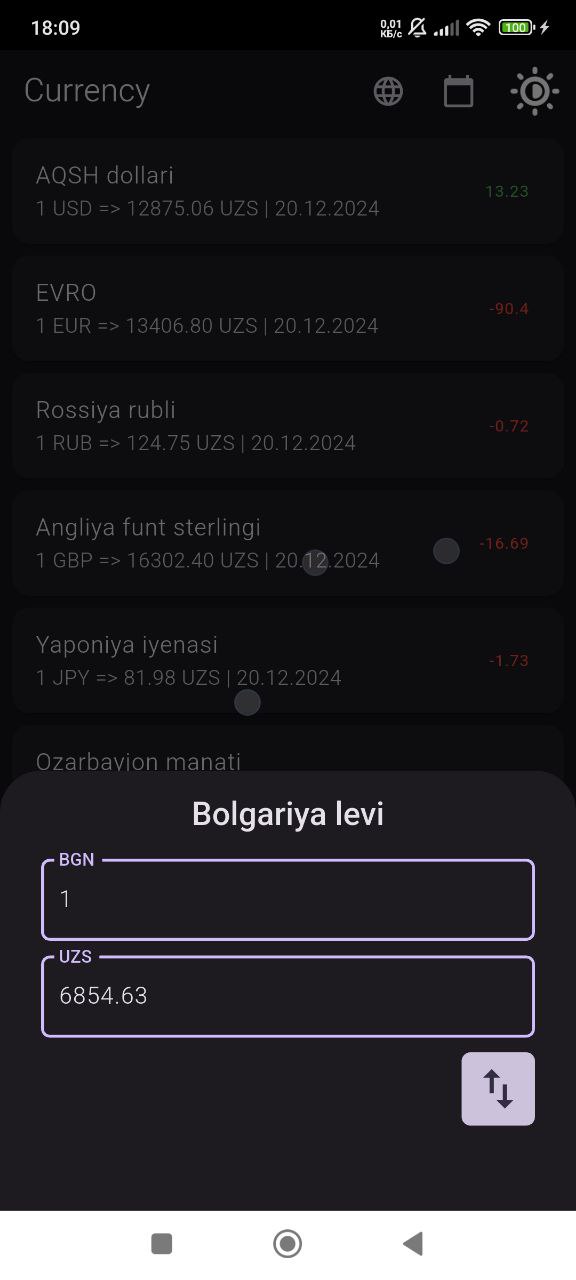 18:09
0,01
КБ/с
100
Currency
AQSH dollari
1 USD => 12875.06 UZS | 20.12.2024
13.23
EVRO
1 EUR => 13406.80 UZS | 20.12.2024
-90.4
Rossiya rubli
1 RUB => 124.75 UZS | 20.12.2024
-0.72
Angliya funt sterlingi
1 GBP => 16302.40 UZS | 20.12.2024
-16.69
Yaponiya iyenasi
1 JPY => 81.98 UZS | 20.12.2024
-1.73
Ozarbayjon manati
Bolgariya levi
BGN
1
UZS
6854.63